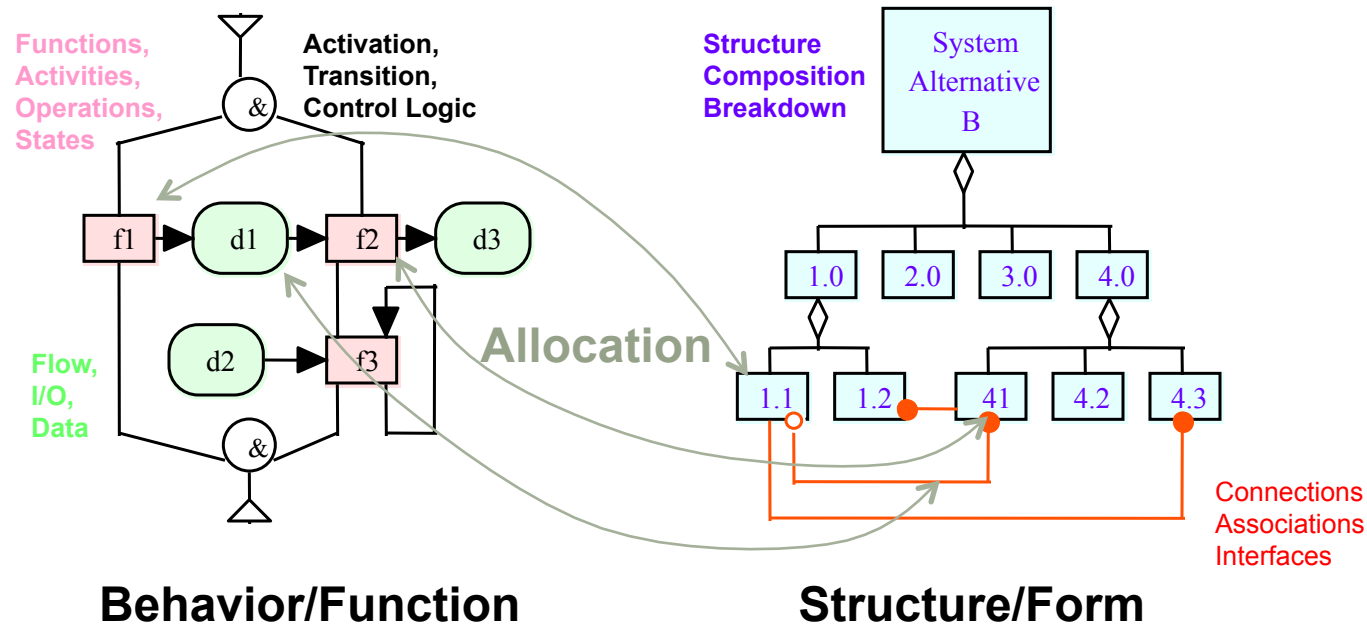 Functions,
Activities,
Operations,
States
Activation,
Transition,
Control Logic
&
f1
d1
f2
d3
d2
f3
&
Flow,
I/O,
Data
Allocation
Structure
Composition
Breakdown
System
Alternative
B
1.0
2.0
3.0
4.0
1.1
1.2
41
4.2
4.3
Connections
Associations
Interfaces
Behavior/Function
Structure/Form